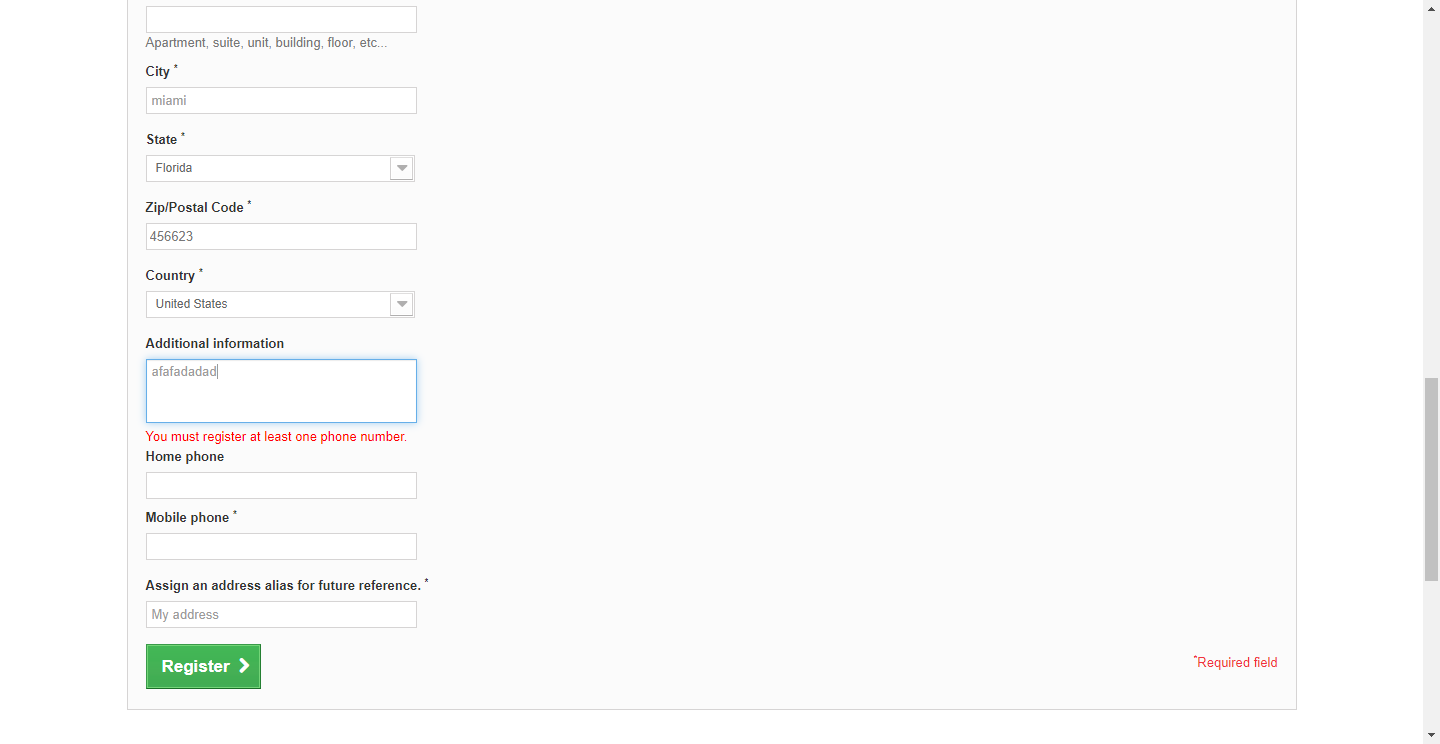 Apartment, suite, unit, building, floor, etc...
City *
miami
State *
Florida
Zip/Postal Code *
456623
Country *
United States
Additional information
afafadadad
You must register at least one phone number.
Home phone
Mobile phone *
Assign an address alias for future reference. *
My address
Register
*Required field